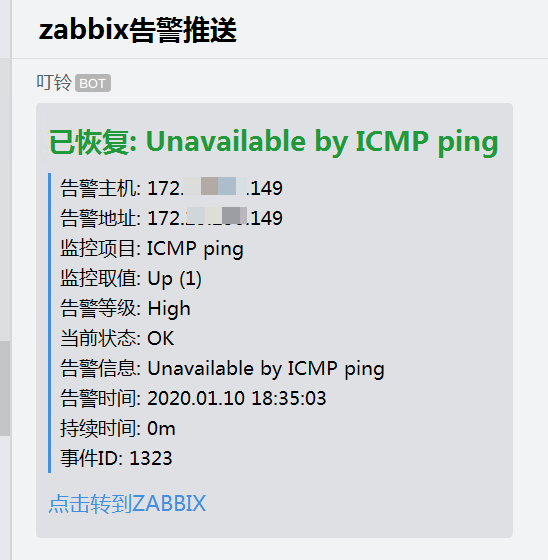 zabbix告警推送
叮铃 BOT
已恢复: Unavailable by ICMP ping
告警主机: 172. .149
告警地址: 172. .149
监控项目: ICMP ping
监控取值: Up (1)
告警等级: High
当前状态: OK
告警信息: Unavailable by ICMP ping
告警时间: 2020.01.10 18:35:03
持续时间: 0m
事件ID: 1323
点击转到ZABBIX